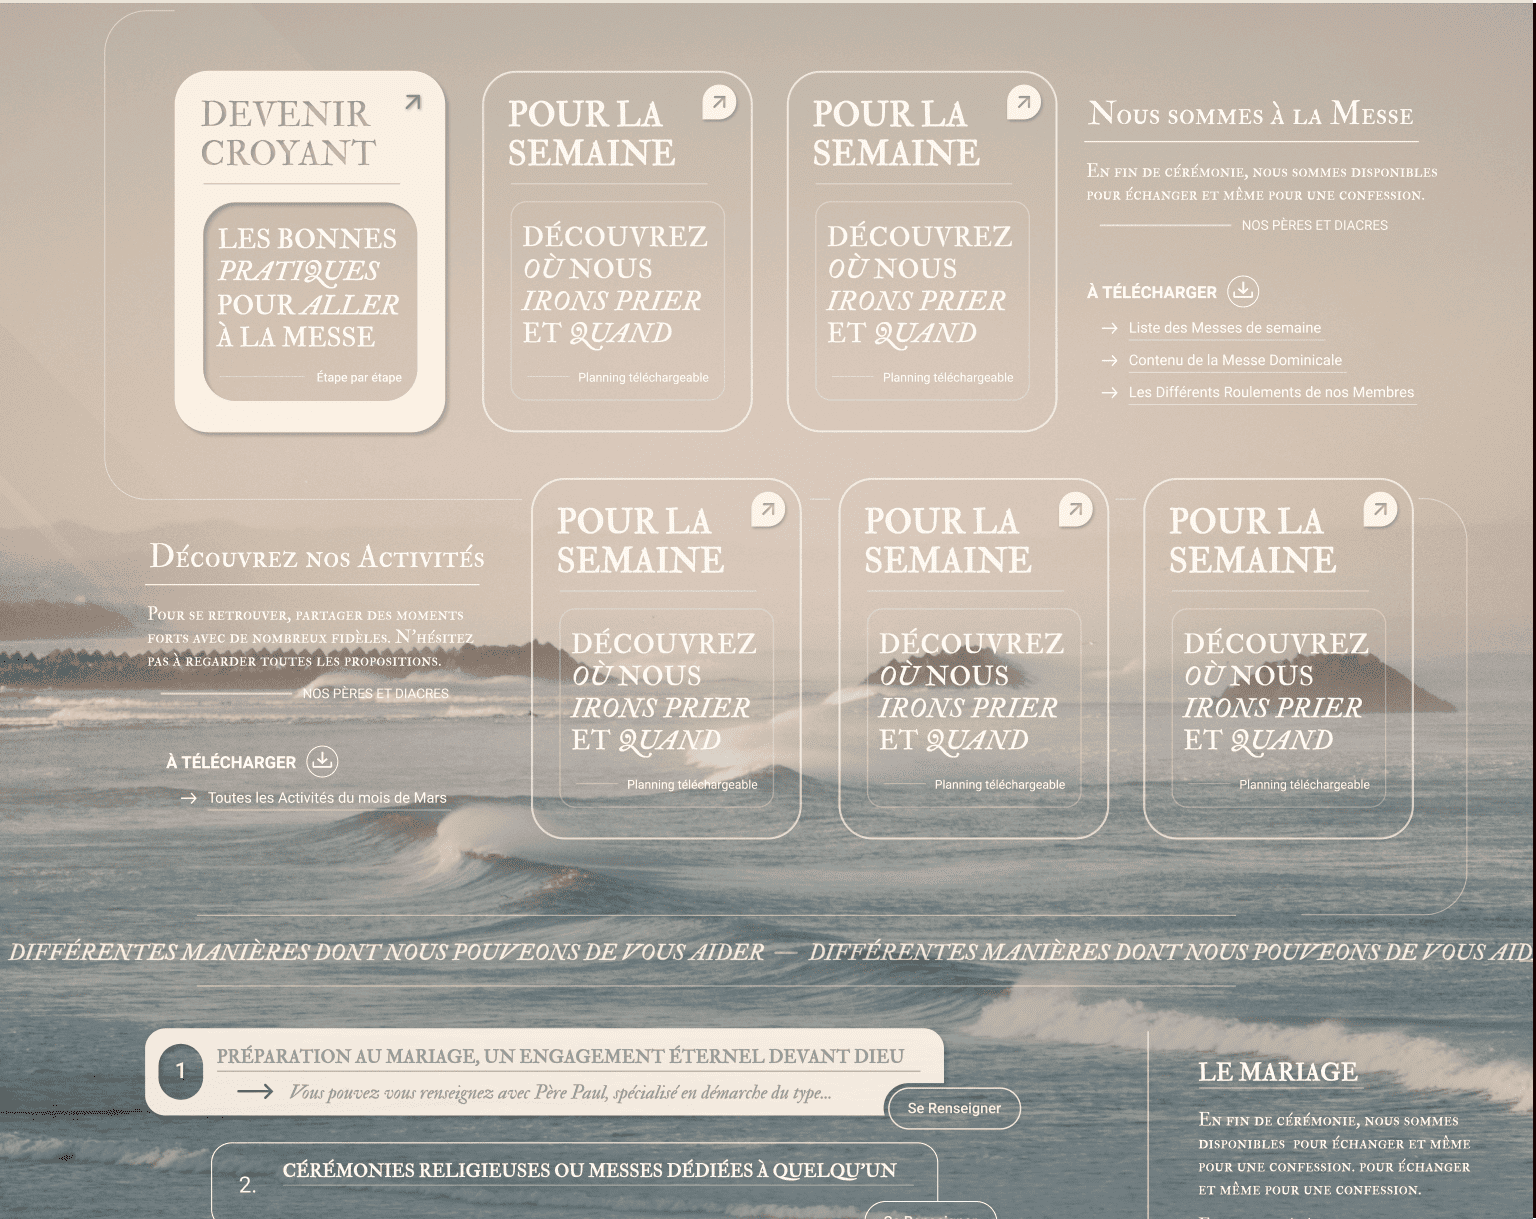 DEVENIR
CROYANT
LES BONNES
PRATIQUES
POUR ALLER
À LA MESSE
Étape par étape
POUR LA
SEMAINE
DÉCOUVREZ
OÙ NOUS
IRONS PRIER
ET QUAND
Planning téléchargeable
POUR LA
SEMAINE
DÉCOUVREZ
OÙ NOUS
IRONS PRIER
ET QUAND
Planning téléchargeable
Nous sommes à la Messe
En fin de cérémonie, nous sommes disponibles
pour échanger et même pour une confession.
NOS PÈRES ET DIACRES
À TÉLÉCHARGER
Liste des Messes de semaine
Contenu de la Messe Dominicale
Les Différents Roulements de nos Membres
Découvrez nos Activités
Pour se retrouver, partager des moments
forts avec de nombreux fidèles. N'hésitez
pas à regarder toutes les propositions.
NOS PÈRES ET DIACRES
À TÉLÉCHARGER
Toutes les Activités du mois de Mars
POUR LA
SEMAINE
DÉCOUVREZ
OÙ NOUS
IRONS PRIER
ET QUAND
Planning téléchargeable
POUR LA
SEMAINE
DÉCOUVREZ
OÙ NOUS
IRONS PRIER
ET QUAND
Planning téléchargeable
POUR LA
SEMAINE
DÉCOUVREZ
OÙ NOUS
IRONS PRIER
ET QUAND
Planning téléchargeable
DIFFÉRENTES MANIÈRES DONT NOUS POUVEONS DE VOUS AIDER — DIFFÉRENTES MANIÈRES DONT NOUS POUVEONS DE VOUS AID
1 PRÉPARATION AU MARIAGE, UN ENGAGEMENT ÉTERNEL DEVANT DIEU
Vous pouvez vous renseignez avec Père Paul, spécialisé en démarche du type...
Se Renseigner
2. CÉRÉMONIES RELIGIEUSES OU MESSES DÉDIÉES À QUELQU'UN
LE MARIAGE
En fin de cérémonie, nous sommes
disponibles pour échanger et même
pour une confession. pour échanger
et même pour une confession.